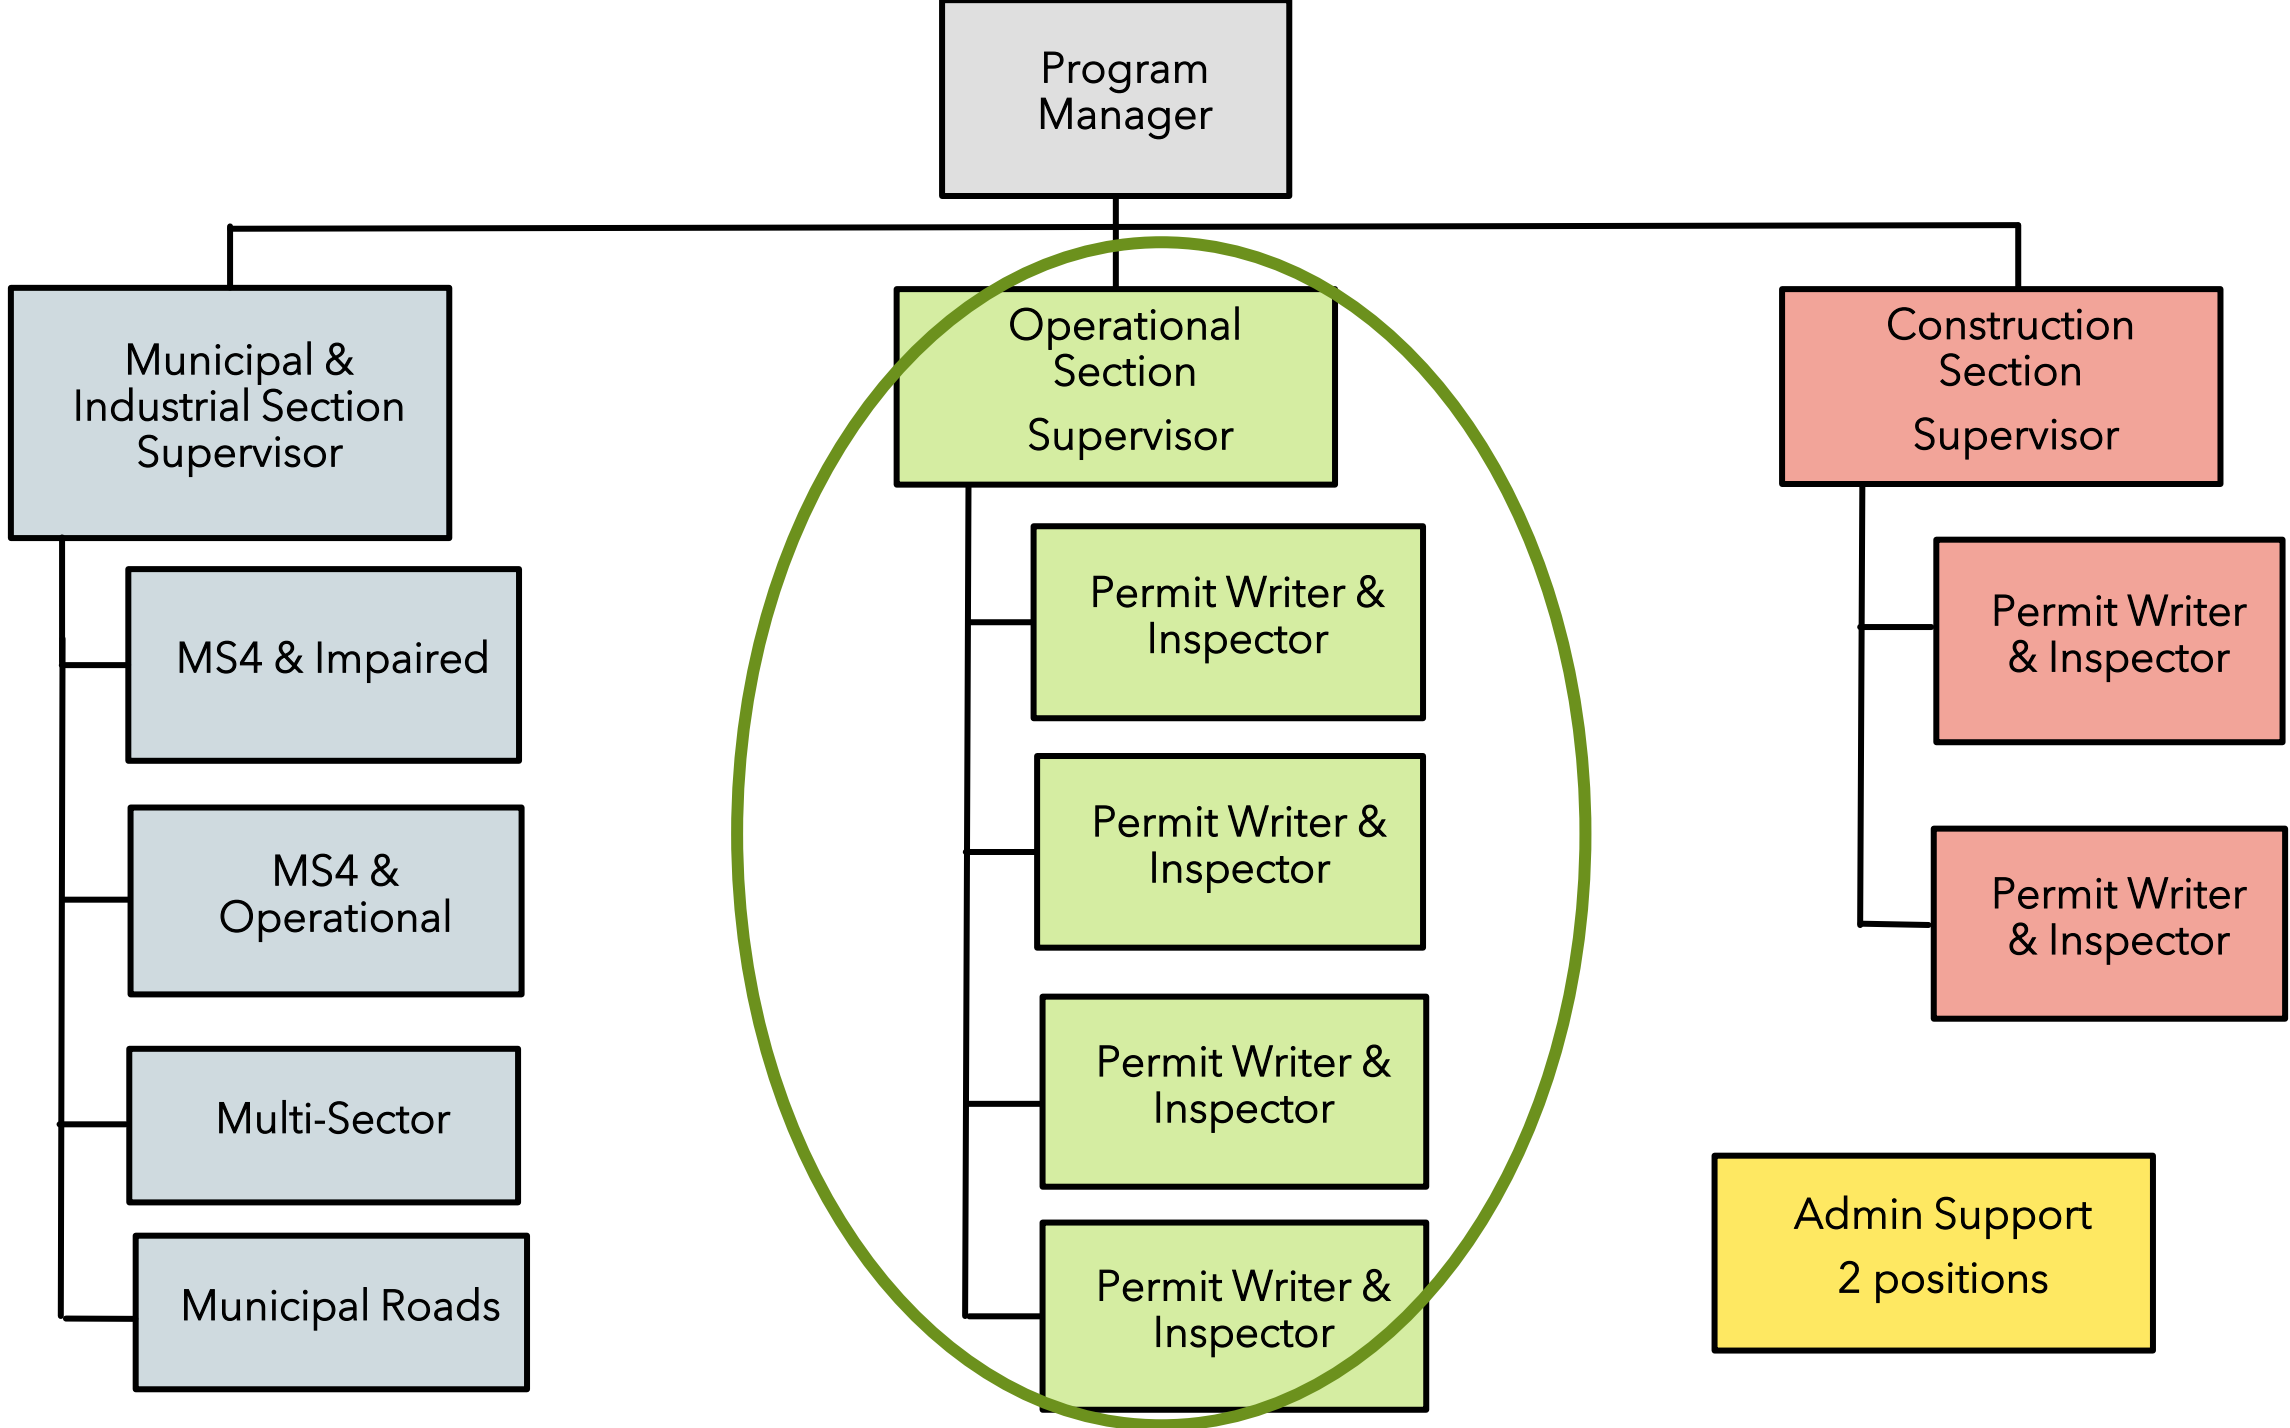 Program
Manager
Municipal &
Industrial Section
Supervisor
MS4 & Impaired
MS4 &
Operational
Multi-Sector
Municipal Roads
Operational
Section
Supervisor
Permit Writer &
Inspector
Permit Writer &
Inspector
Permit Writer &
Inspector
Permit Writer &
Inspector
Construction
Section
Supervisor
Permit Writer
& Inspector
Permit Writer
& Inspector
Admin Support
2 positions